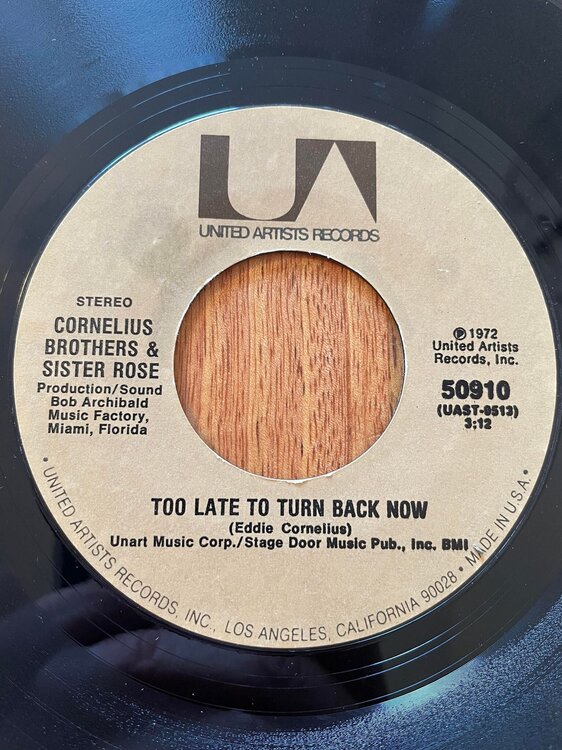 UA
UNITED ARTISTS RECORDS
STEREO
CORNELIUS
BROTHERS &
SISTER ROSE
Production/Sound
Bob Archibald
Music Factory,
Miami, Florida
℗ 1972
United Artists
Records, Inc.
50910
(UAST-0513)
3:12
TOO LATE TO TURN BACK NOW
(Eddie Cornelius)
Unart Music Corp./Stage Door Music Pub., Inc. BMI
• UNITED ARTISTS RECORDS, INC., LOS ANGELES, CALIFORNIA 90028 • MADE IN U.S.A. •